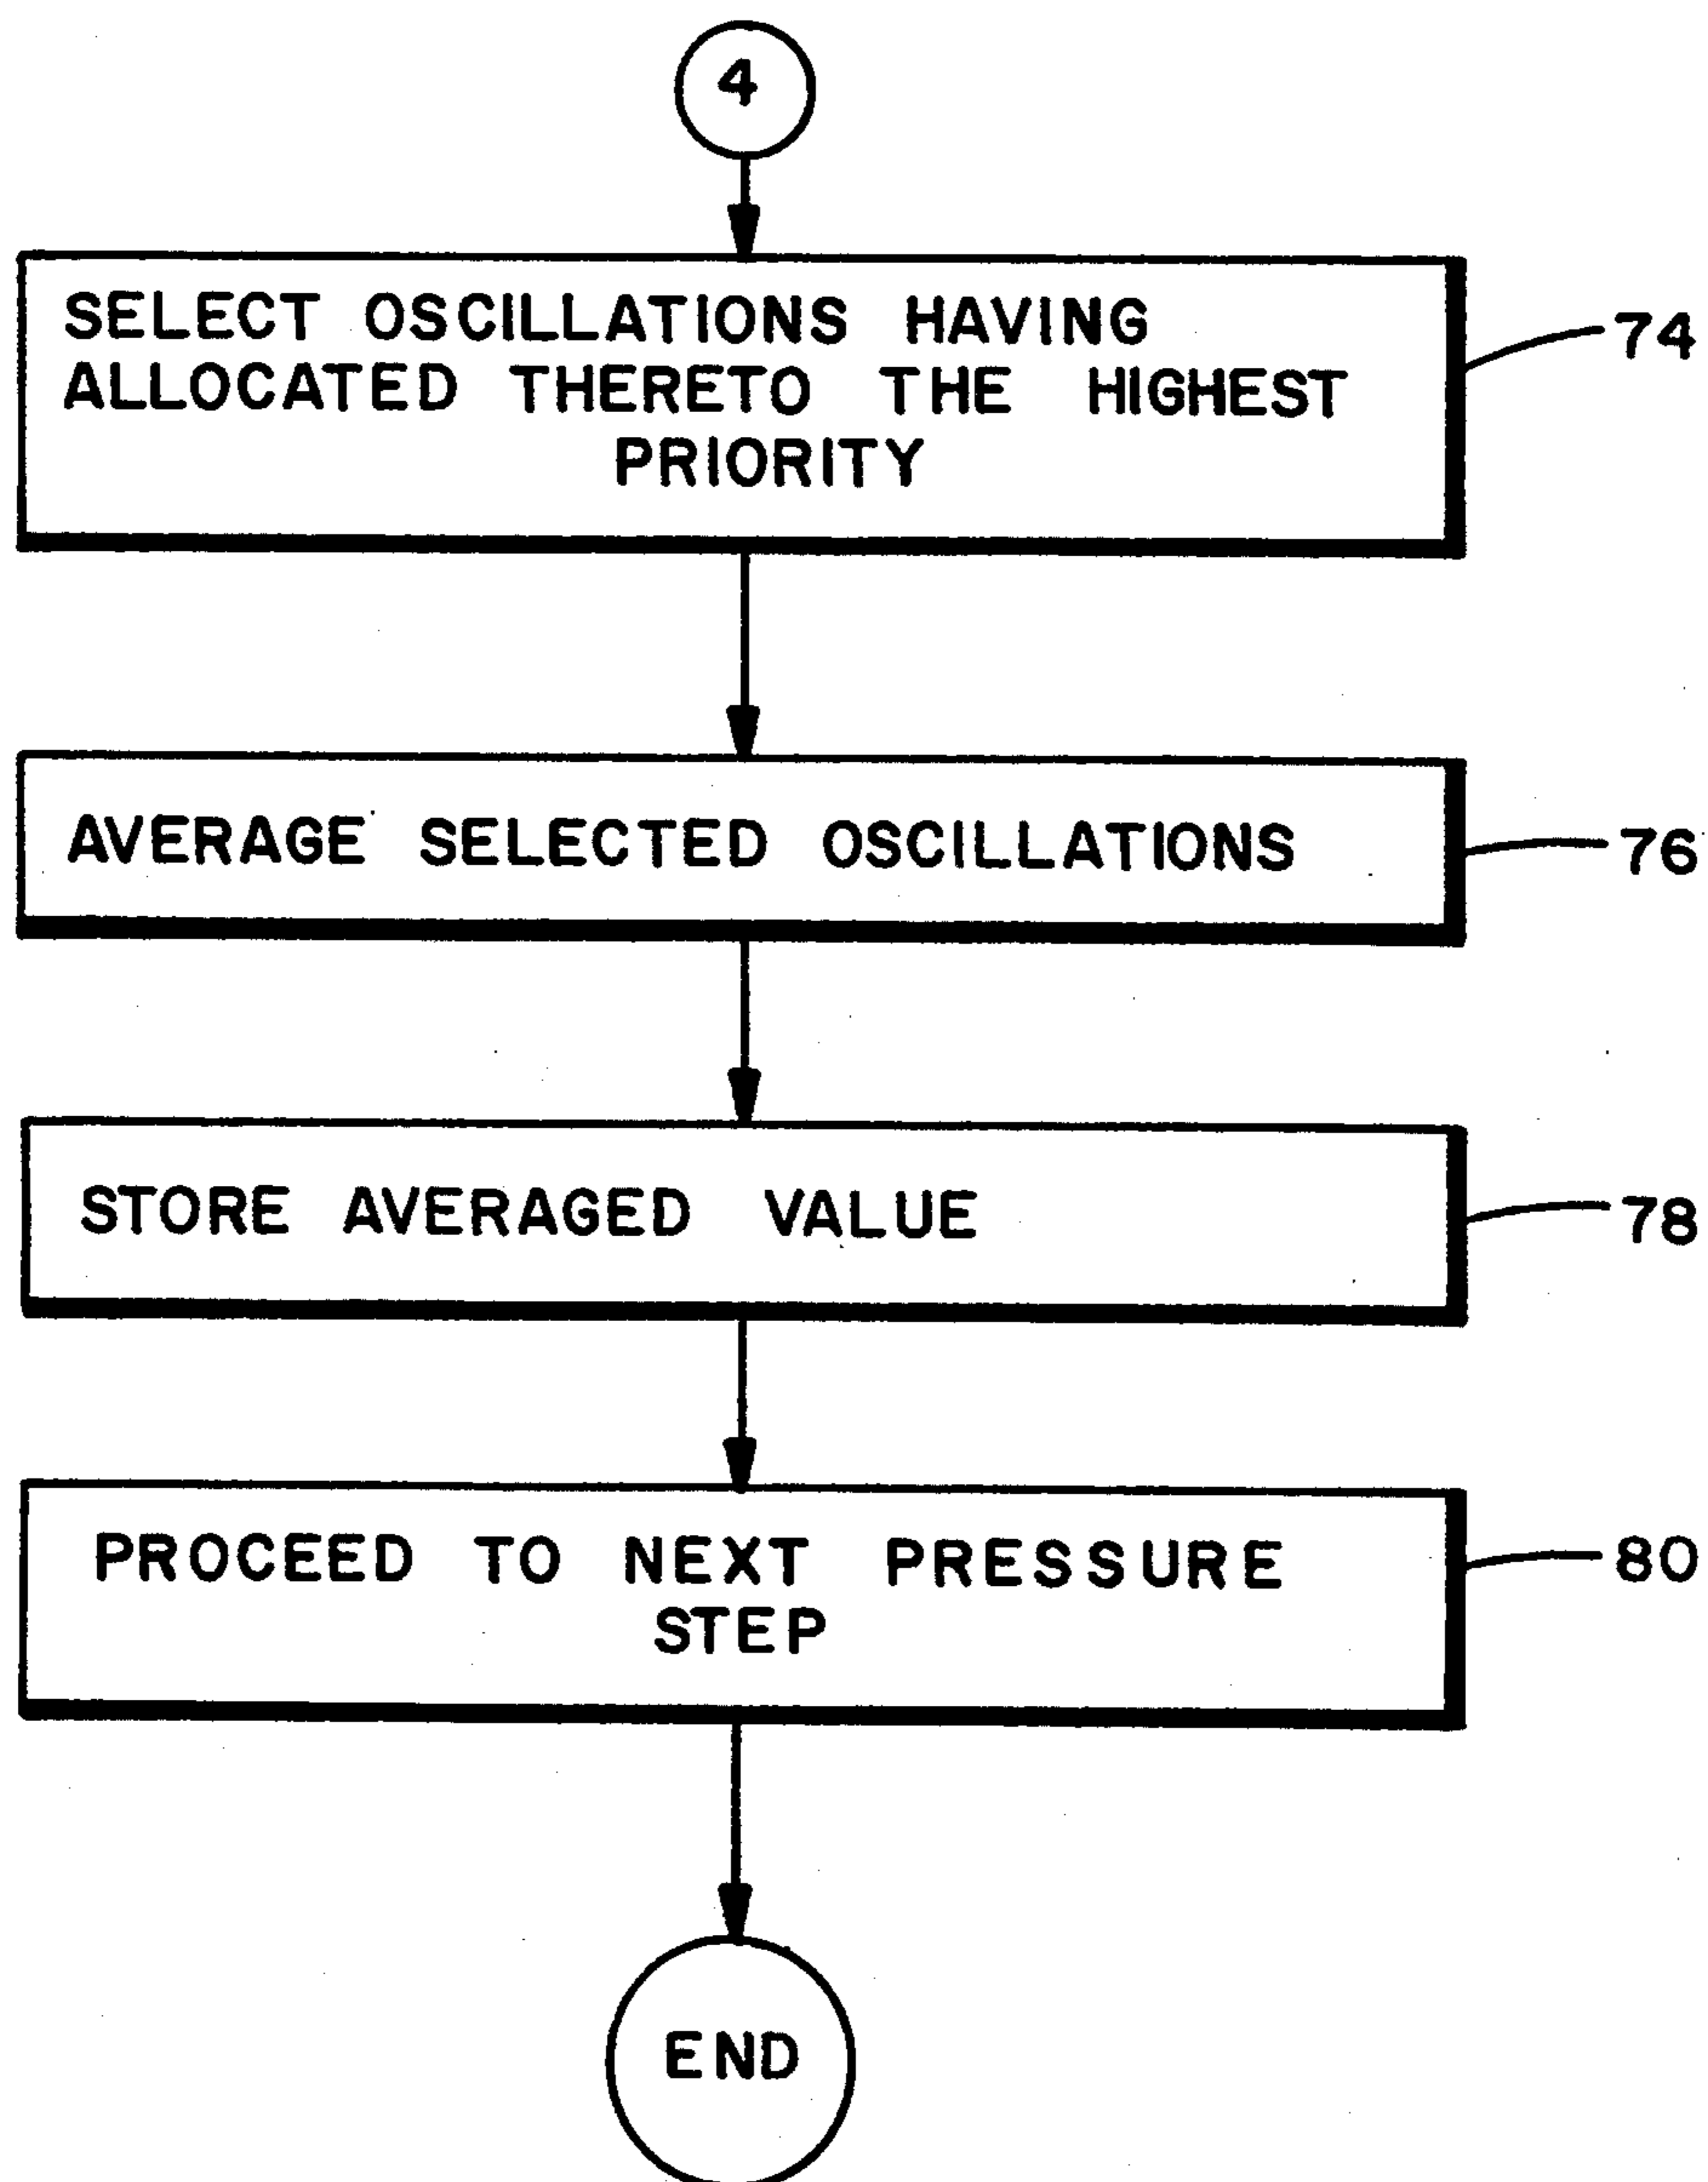 4
SELECT OSCILLATIONS HAVING
ALLOCATED THERETO THE HIGHEST
PRIORITY
74
AVERAGE SELECTED OSCILLATIONS
76
STORE AVERAGED VALUE
78
PROCEED TO NEXT PRESSURE
STEP
80
END